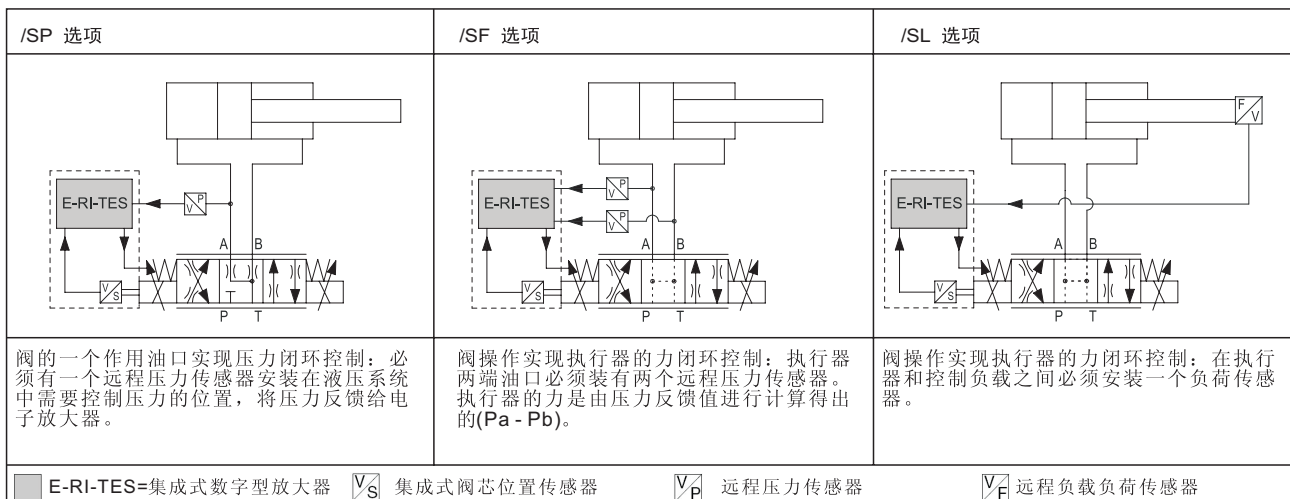 /SP 选项
/SF 选项
/SL 选项
P
V
E-RI-TES
A B
V
S
P T
P
V
P
V
E-RI-TES
A B
V
S
P T
F
V
E-RI-TES
A B
V
S
P T
阀的一个作用油口实现压力闭环控制：必
须有一个远程压力传感器安装在液压系统
中需要控制压力的位置，将压力反馈给电
子放大器。
阀操作实现执行器的力闭环控制：执行器
两端油口必须装有两个远程压力传感器。
执行器的力是由压力反馈值进行计算得出
的(Pa - Pb)。
阀操作实现执行器的力闭环控制：在执行
器和控制负载之间必须安装一个负荷传感
器。
E-RI-TES=集成式数字型放大器 V/S 集成式阀芯位置传感器 V/P 远程压力传感器 V/F 远程负载负荷传感器